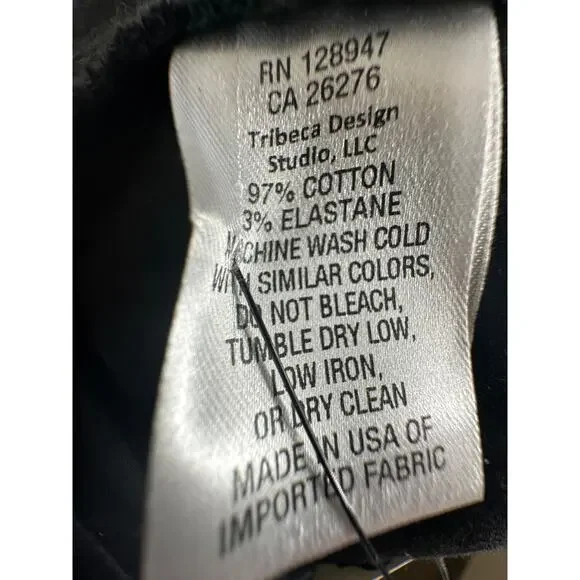 RN 128947
CA 26276
Tribeca Design
Studio, LLC
97% COTTON
3% ELASTANE
MACHINE WASH COLD
WITH SIMILAR COLORS,
DO NOT BLEACH,
TUMBLE DRY LOW,
LOW IRON,
OR DRY CLEAN
MADE IN USA OF
IMPORTED FABRIC